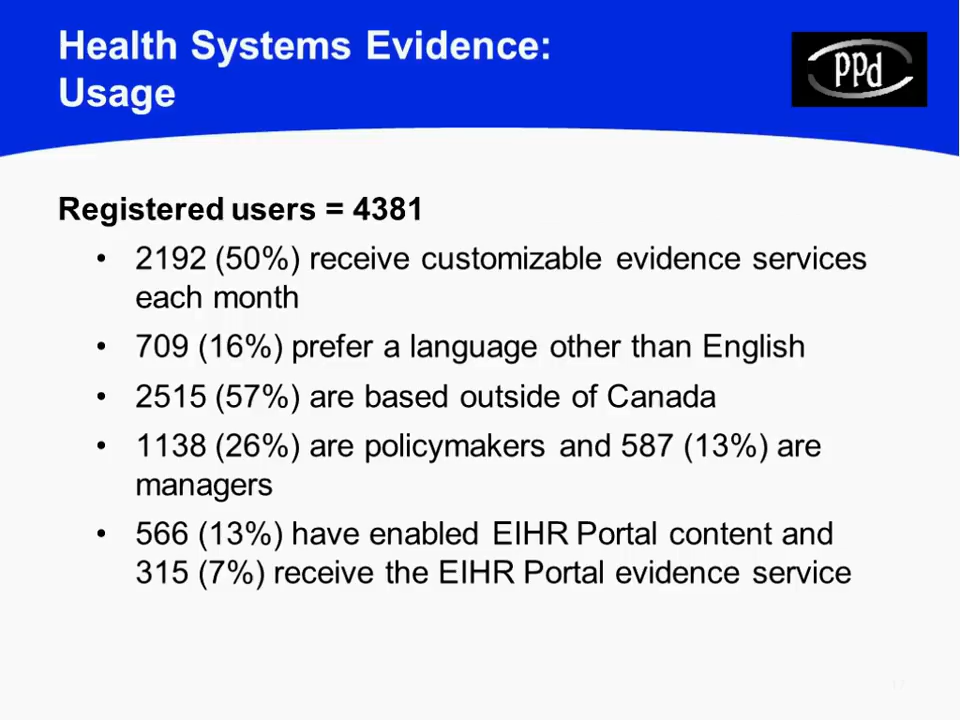 Health Systems Evidence:
Usage
PPd
Registered users = 4381
• 2192 (50%) receive customizable evidence services
each month
• 709 (16%) prefer a language other than English
• 2515 (57%) are based outside of Canada
• 1138 (26%) are policymakers and 587 (13%) are
managers
• 566 (13%) have enabled EIHR Portal content and
315 (7%) receive the EIHR Portal evidence service